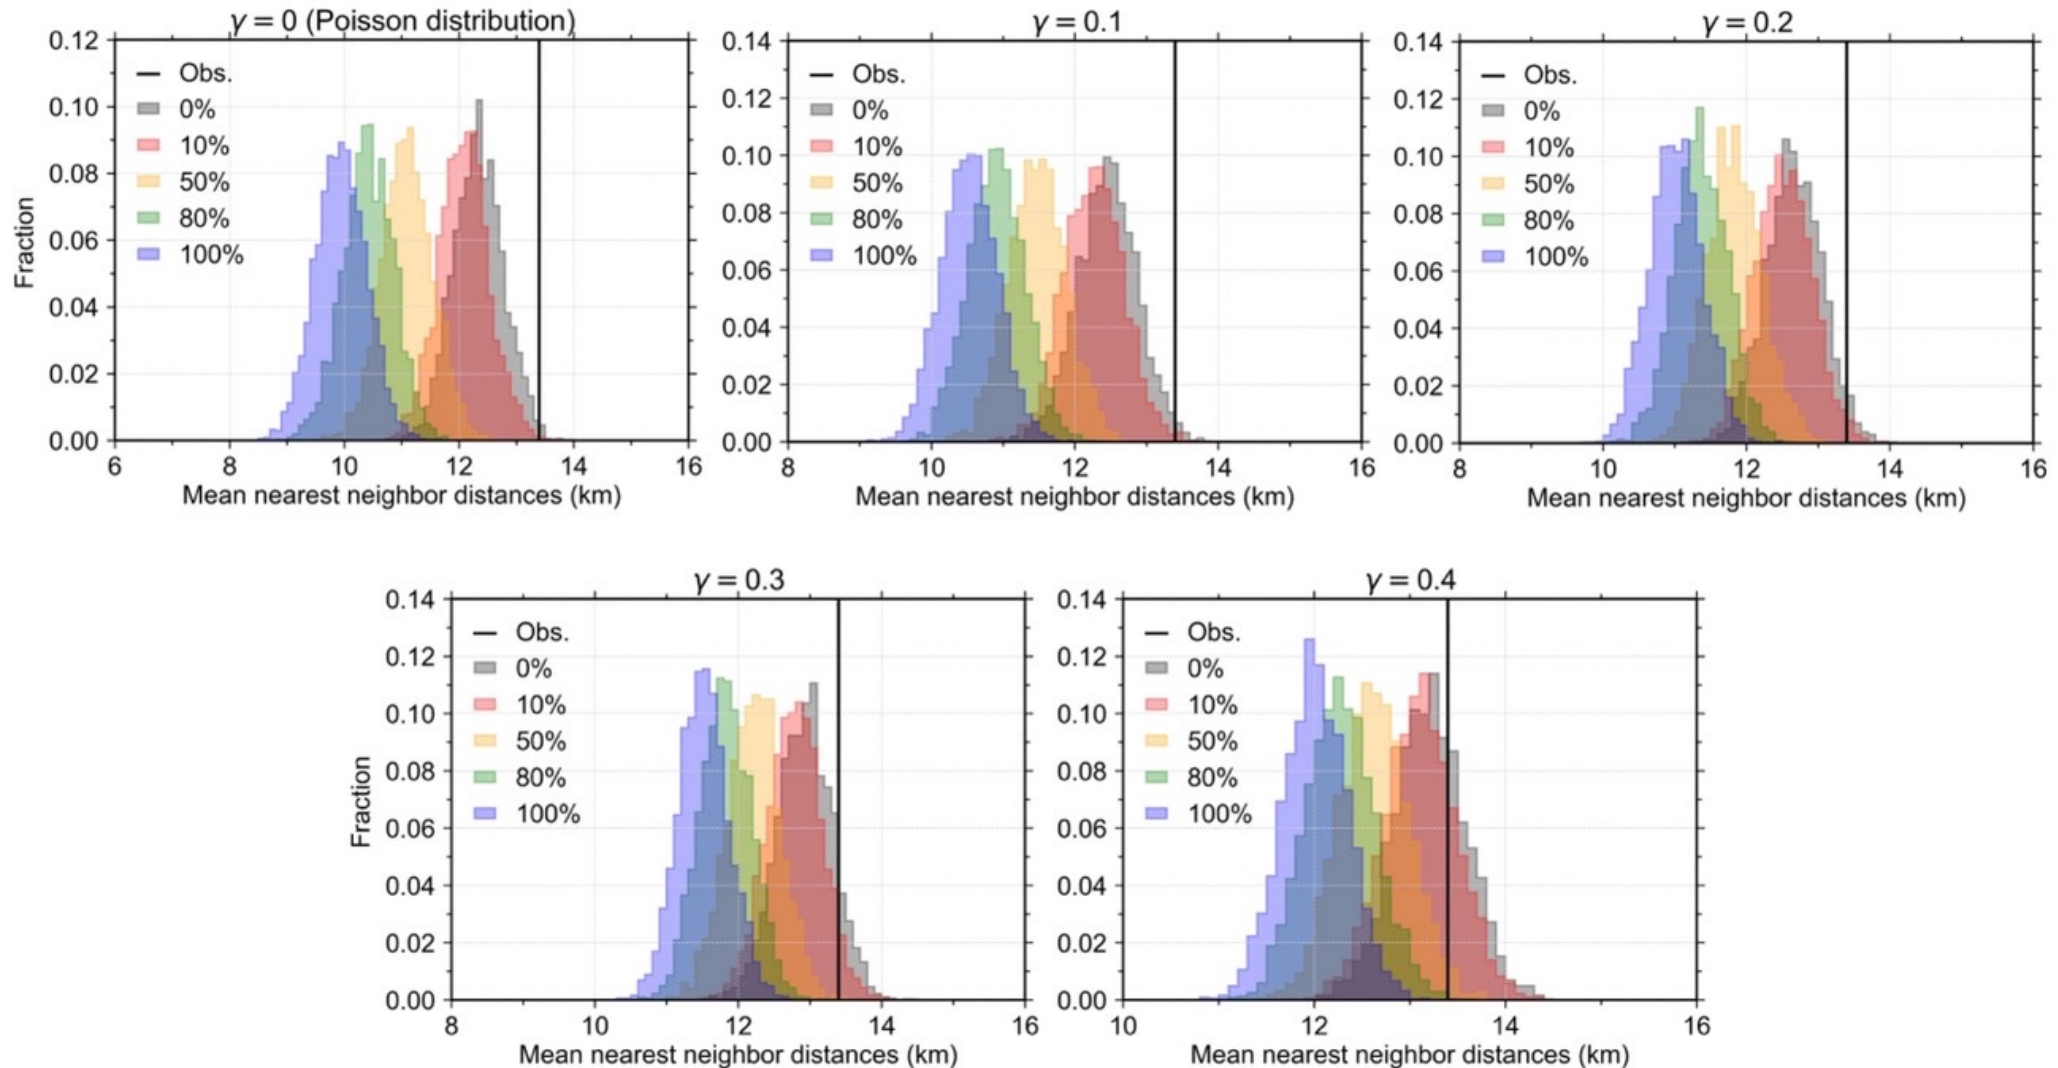 γ = 0 (Poisson distribution)
0.12
0.10
0.08
0.06
0.04
0.02
0.00
Fraction
Obs.
0%
10%
50%
80%
100%
6 8 10 12 14 16
Mean nearest neighbor distances (km)
γ = 0.1
0.14
0.12
0.10
0.08
0.06
0.04
0.02
0.00
Obs.
0%
10%
50%
80%
100%
8 10 12 14 16
Mean nearest neighbor distances (km)
γ = 0.2
0.14
0.12
0.10
0.08
0.06
0.04
0.02
0.00
Obs.
0%
10%
50%
80%
100%
8 10 12 14 16
Mean nearest neighbor distances (km)
γ = 0.3
0.14
0.12
0.10
0.08
0.06
0.04
0.02
0.00
Fraction
Obs.
0%
10%
50%
80%
100%
8 10 12 14 16
Mean nearest neighbor distances (km)
γ = 0.4
0.14
0.12
0.10
0.08
0.06
0.04
0.02
0.00
Obs.
0%
10%
50%
80%
100%
10 12 14 16
Mean nearest neighbor distances (km)